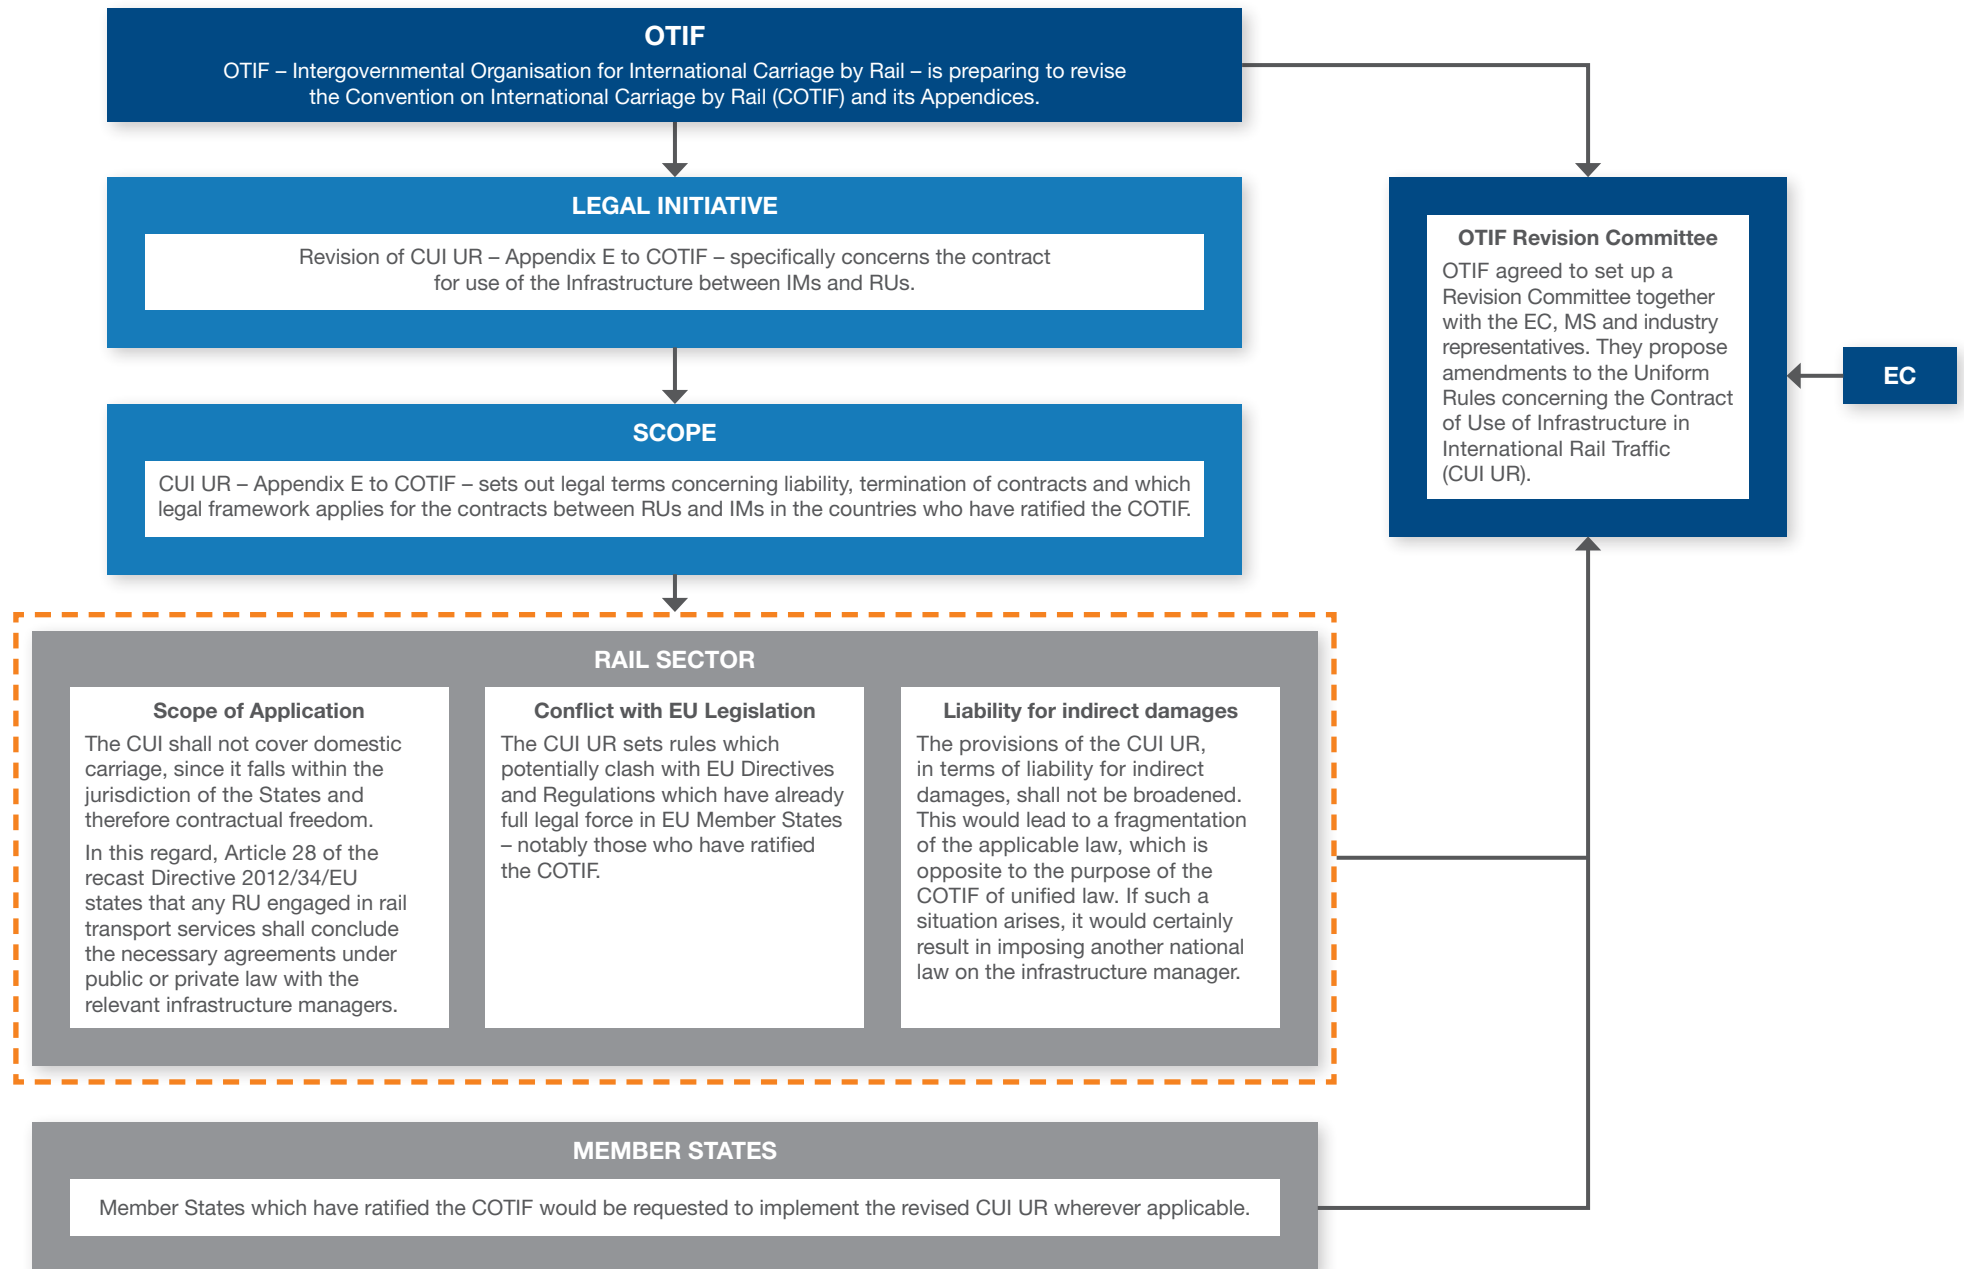 OTIF
OTIF – Intergovernmental Organisation for International Carriage by Rail – is preparing to revise
the Convention on International Carriage by Rail (COTIF) and its Appendices.
LEGAL INITIATIVE
Revision of CUI UR – Appendix E to COTIF – specifically concerns the contract
for use of the Infrastructure between IMs and RUs.
SCOPE
CUI UR – Appendix E to COTIF – sets out legal terms concerning liability, termination of contracts and which
legal framework applies for the contracts between RUs and IMs in the countries who have ratified the COTIF.
OTIF Revision Committee
OTIF agreed to set up a
Revision Committee together
with the EC, MS and industry
representatives. They propose
amendments to the Uniform
Rules concerning the Contract
of Use of Infrastructure in
International Rail Traffic
(CUI UR).
EC
RAIL SECTOR
Scope of Application
The CUI shall not cover domestic
carriage, since it falls within the
jurisdiction of the States and
therefore contractual freedom.
In this regard, Article 28 of the
recast Directive 2012/34/EU
states that any RU engaged in rail
transport services shall conclude
the necessary agreements under
public or private law with the
relevant infrastructure managers.
Conflict with EU Legislation
The CUI UR sets rules which
potentially clash with EU Directives
and Regulations which have already
full legal force in EU Member States
– notably those who have ratified
the COTIF.
Liability for indirect damages
The provisions of the CUI UR,
in terms of liability for indirect
damages, shall not be broadened.
This would lead to a fragmentation
of the applicable law, which is
opposite to the purpose of the
COTIF of unified law. If such a
situation arises, it would certainly
result in imposing another national
law on the infrastructure manager.
MEMBER STATES
Member States which have ratified the COTIF would be requested to implement the revised CUI UR wherever applicable.